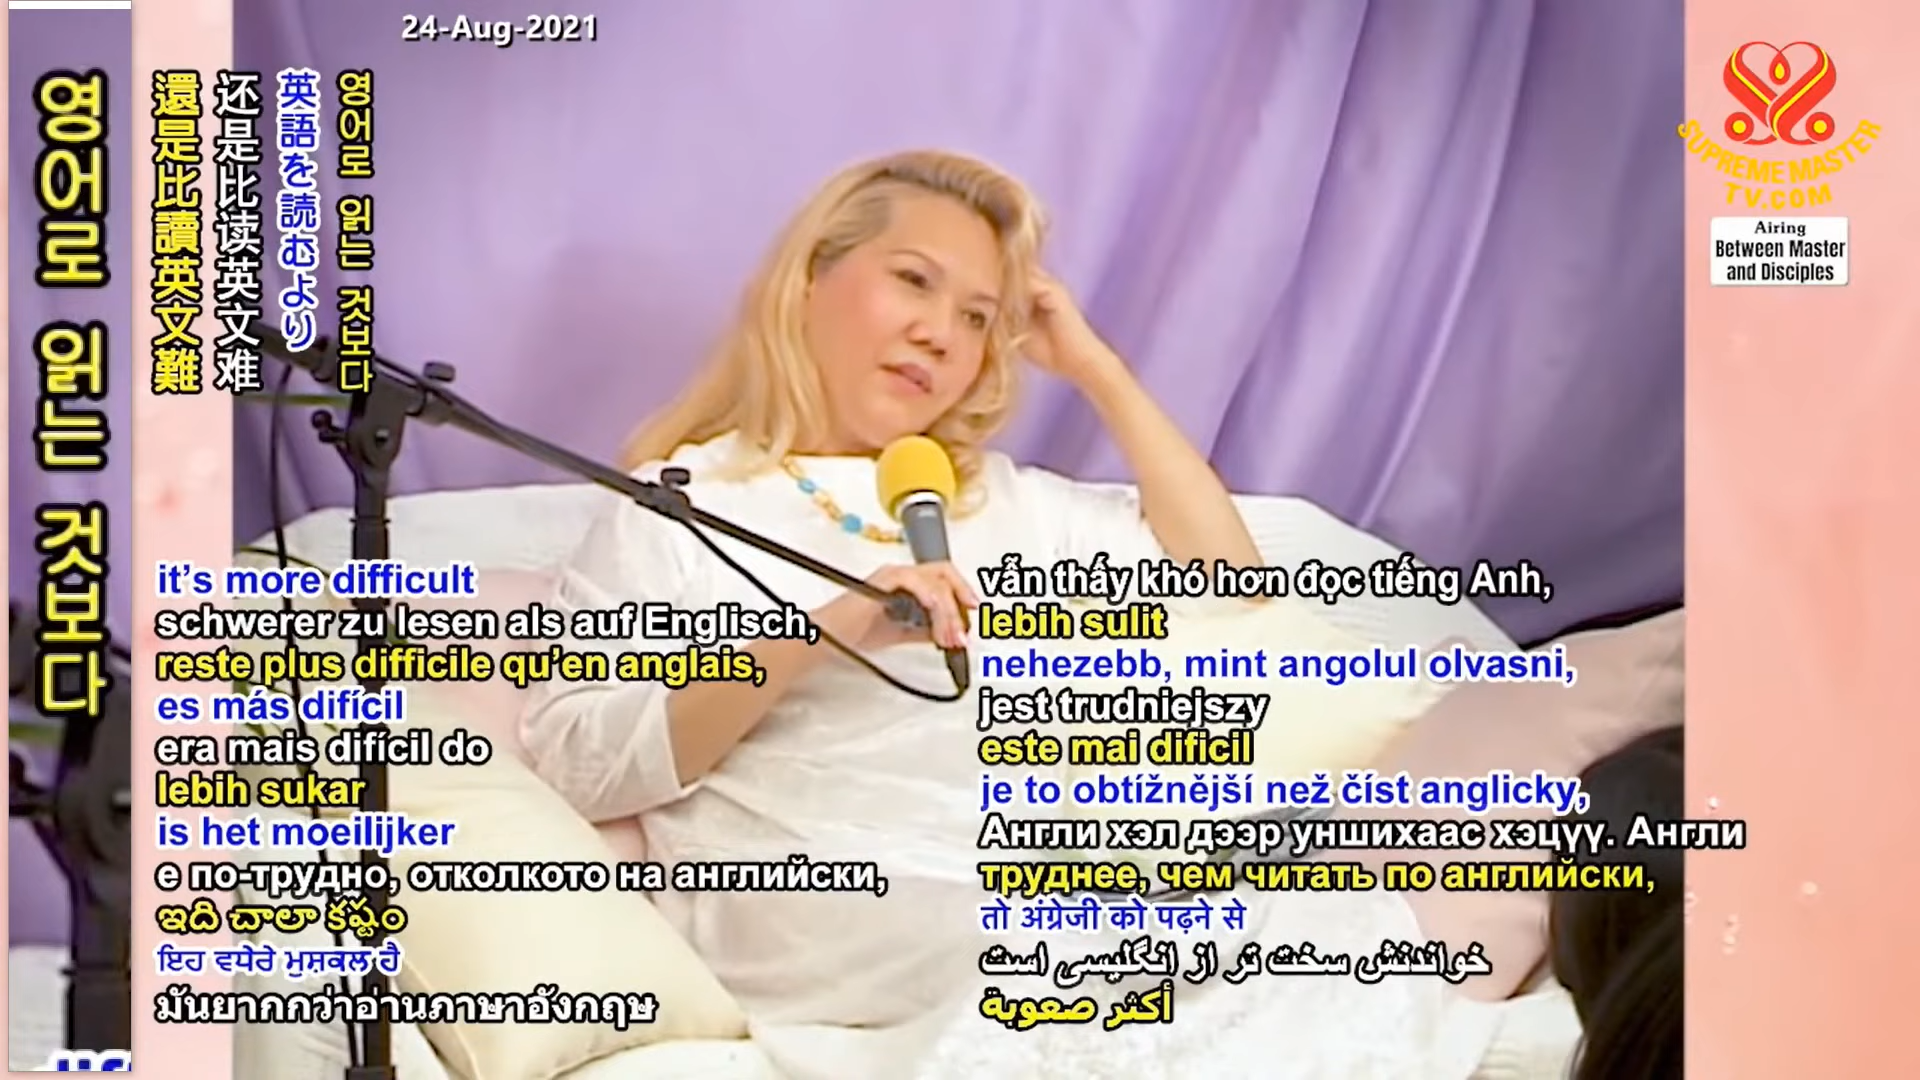 24-Aug-2021
영어로 읽는 것보다
還是比讀英文難
还是比读英文难
英語を読むより
영어로 읽는 것보다
SUPREME MASTER
TV.COM
Airing
Between Master
and Disciples
it's more difficult
schwerer zu lesen als auf Englisch,
reste plus difficile qu'en anglais,
es más difícil
era mais difícil do
lebih sukar
is het moeilijker
е по-трудно, отколкото на английски,
ఇది చాలా కష్టం
ਇਹ ਵਧੇਰੇ ਮੁਸ਼ਕਲ ਹੈ
มันยากกว่าอ่านภาษาอังกฤษ
vẫn thấy khó hơn đọc tiếng Anh,
lebih sulit
nehezebb, mint angolul olvasni,
jest trudniejszy
este mai dificil
je to obtížnější než číst anglicky,
Англи хэл дээр уншихаас хэцүү. Англи
труднее, чем читать по английски,
तो अंग्रेजी को पढ़ने से
خواندنش سخت تر از انگلیسی است
أكثر صعوبة